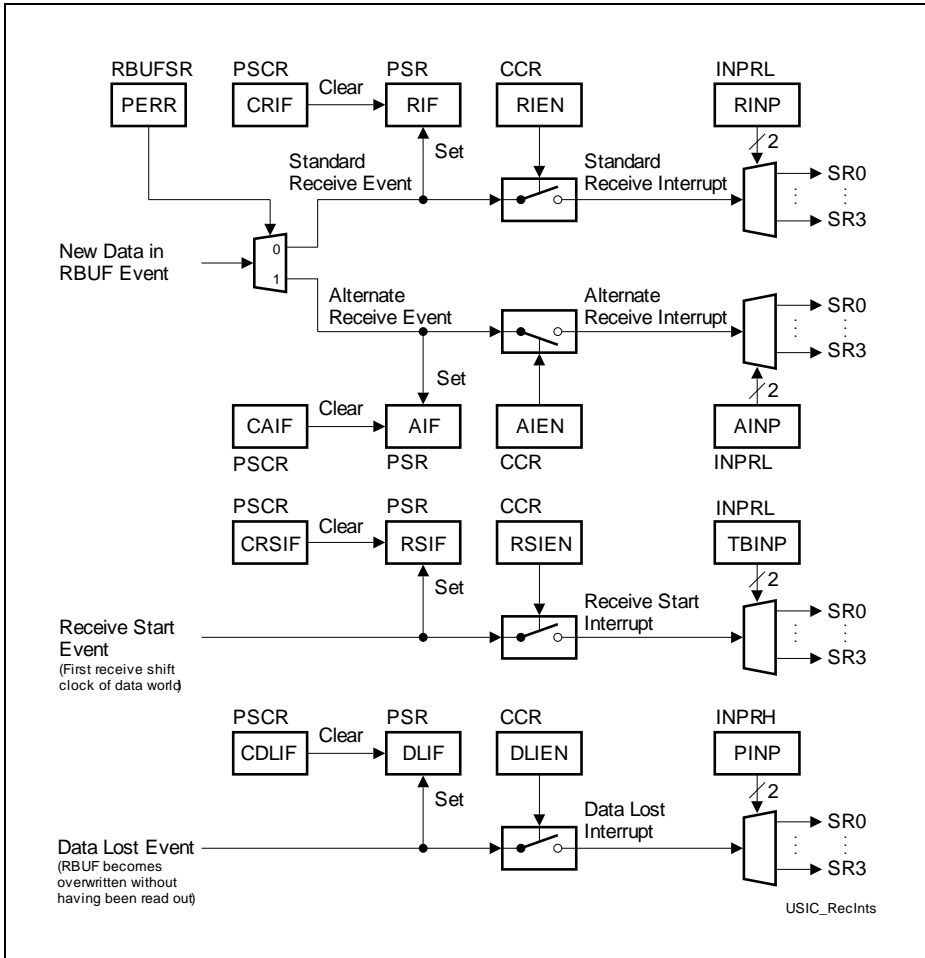 RBUFSR PSCR PSR CCR INPRL
PERR CRIF Clear RIF RIEN RINP
2
Set
Standard
Receive Event
Standard
Receive Interrupt
SR0
SR3
New Data in
RBUF Event
0
1
Alternate
Receive Event
Alternate
Receive Interrupt
SR0
SR3
Set
2
CAIF Clear AIF AIEN AINP
PSCR PSR CCR INPRL
PSCR PSR CCR INPRL
CRSIF Clear RSIF RSIEN TBINP
2
Set
Receive Start
Interrupt
SR0
SR3
Receive Start
Event
(First receive shift
clock of data world)
PSCR PSR CCR INPRH
CDLIF Clear DLIF DLIEN PINP
2
Set
Data Lost
Interrupt
SR0
SR3
Data Lost Event
(RBUF becomes
overwritten without
having been read out)
USIC_RecInts